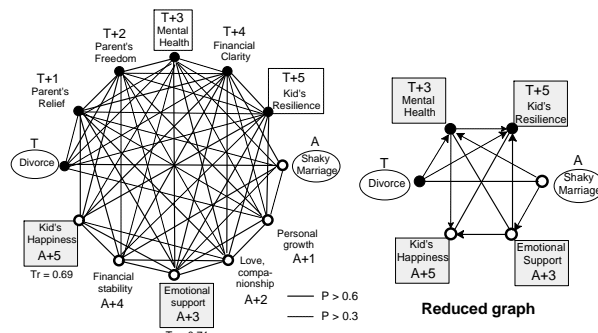 T+3
Mental
Health
T+2
Parent's
Freedom
T+4
Financial
Clarity
T+1
Parent's
Relief
T+5
Kid's
Resilience
T
Divorce
A
Shaky
Marriage
Kid's
Happiness
A+5
Tr = 0.69
Financial
stability
A+4
Emotional
support
A+3
Love,
compa-
nionship
A+2
Personal
growth
A+1
P > 0.6
P > 0.3
T+3
Mental
Health
T+5
Kid's
Resilience
T
Divorce
A
Shaky
Marriage
Kid's
Happiness
A+5
Emotional
Support
A+3
Reduced graph